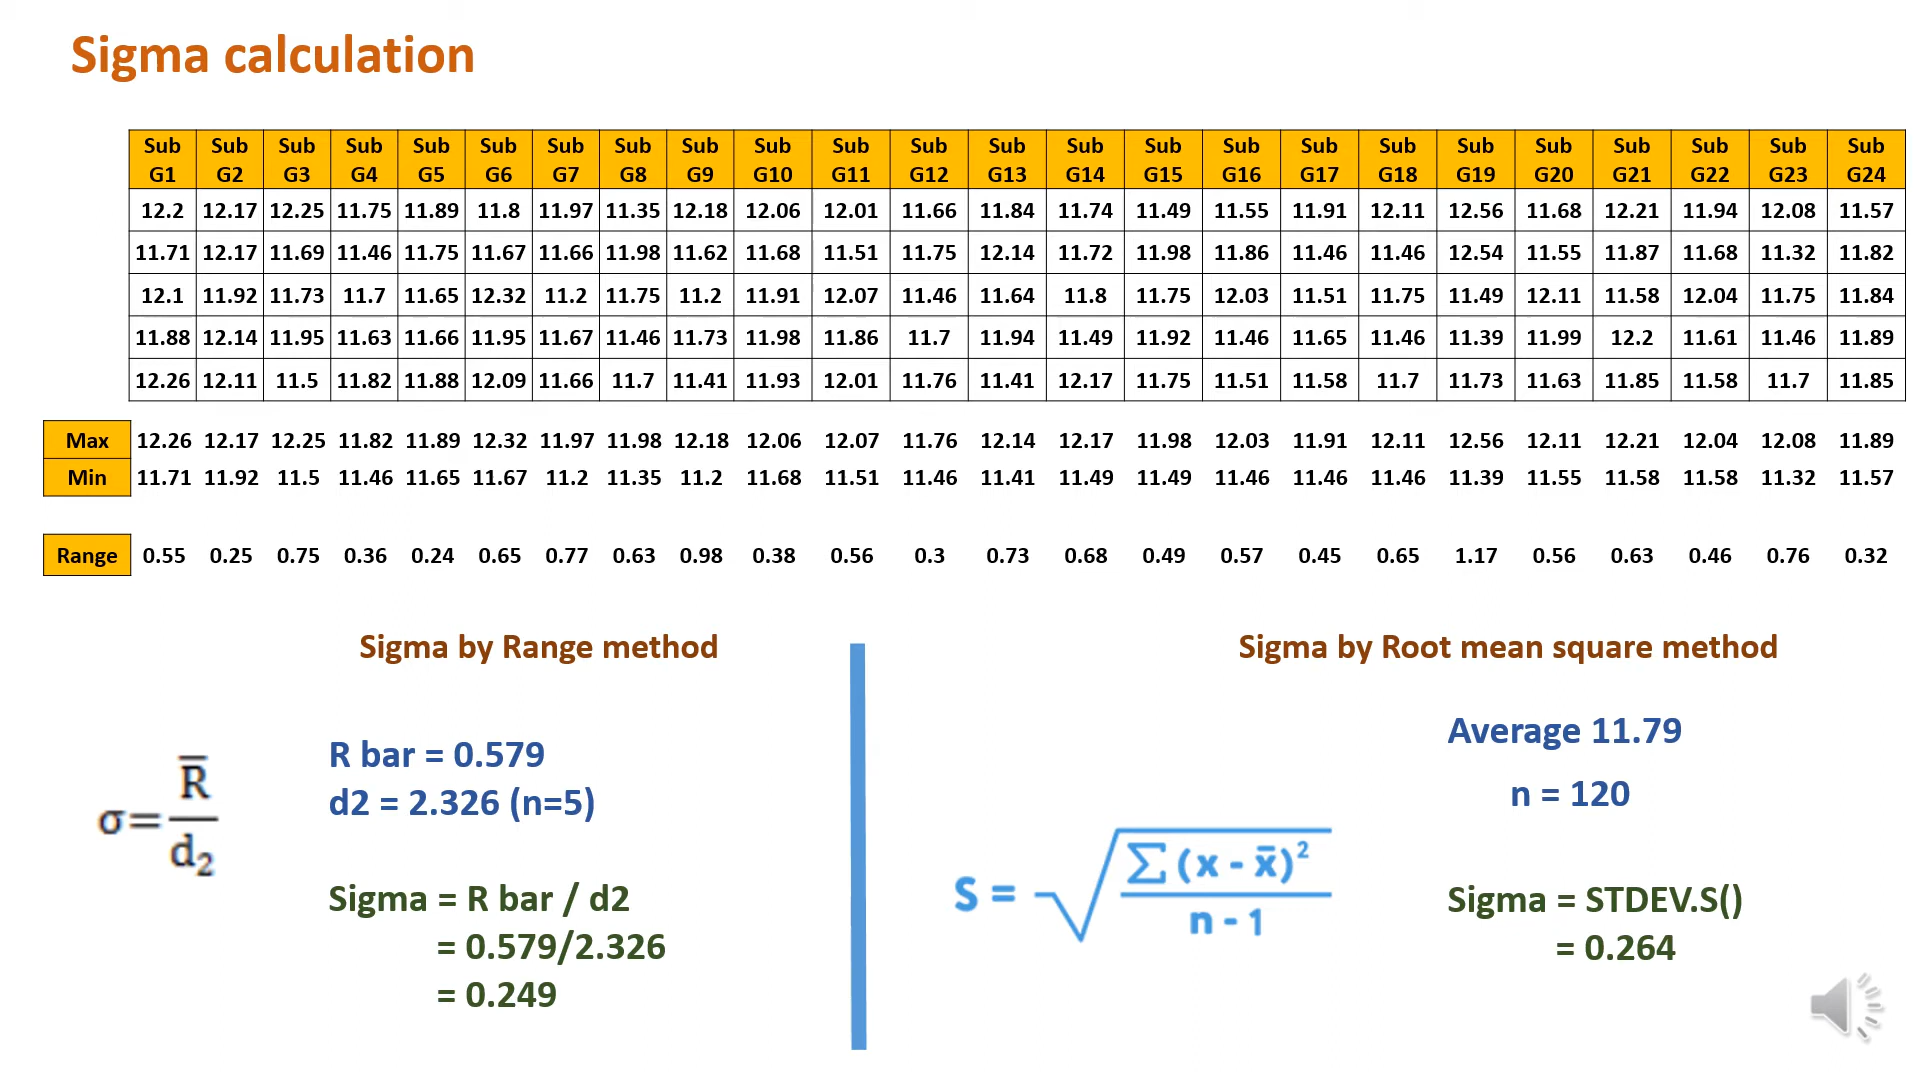 Sigma calculation
Sub Sub Sub Sub Sub Sub Sub Sub Sub Sub Sub Sub Sub Sub Sub Sub Sub Sub Sub Sub Sub Sub Sub Sub
G1 G2 G3 G4 G5 G6 G7 G8 G9 G10 G11 G12 G13 G14 G15 G16 G17 G18 G19 G20 G21 G22 G23 G24
12.2 12.17 12.25 11.75 11.89 11.8 11.97 11.35 12.18 12.06 12.01 11.66 11.84 11.74 11.49 11.55 11.91 12.11 12.56 11.68 12.21 11.94 12.08 11.57
11.71 12.17 11.69 11.46 11.75 11.67 11.66 11.98 11.62 11.68 11.51 11.75 12.14 11.72 11.98 11.86 11.46 11.46 12.54 11.55 11.87 11.68 11.32 11.82
12.1 11.92 11.73 11.7 11.65 12.32 11.2 11.75 11.2 11.91 12.07 11.46 11.64 11.8 11.75 12.03 11.51 11.75 11.49 12.11 11.58 12.04 11.75 11.84
11.88 12.14 11.95 11.63 11.66 11.95 11.67 11.46 11.73 11.98 11.86 11.7 11.94 11.49 11.92 11.46 11.65 11.46 11.39 11.99 12.2 11.61 11.46 11.89
12.26 12.11 11.5 11.82 11.88 12.09 11.66 11.7 11.41 11.93 12.01 11.76 11.41 12.17 11.75 11.51 11.58 11.7 11.73 11.63 11.85 11.58 11.7 11.85
Max 12.26 12.17 12.25 11.82 11.89 12.32 11.97 11.98 12.18 12.06 12.07 11.76 12.14 12.17 11.98 12.03 11.91 12.11 12.56 12.11 12.21 12.04 12.08 11.89
Min 11.71 11.92 11.5 11.46 11.65 11.67 11.2 11.35 11.2 11.68 11.51 11.46 11.41 11.49 11.49 11.46 11.46 11.46 11.39 11.55 11.58 11.58 11.32 11.57
Range 0.55 0.25 0.75 0.36 0.24 0.65 0.77 0.63 0.98 0.38 0.56 0.3 0.73 0.68 0.49 0.57 0.45 0.65 1.17 0.56 0.63 0.46 0.76 0.32
Sigma by Range method
σ = R̄ / d₂
R bar = 0.579
d2 = 2.326 (n=5)
Sigma = R bar / d2
= 0.579/2.326
= 0.249
Sigma by Root mean square method
Average 11.79
n = 120
S = √ Σ (x - x̄)² / n - 1
Sigma = STDEV.S()
= 0.264